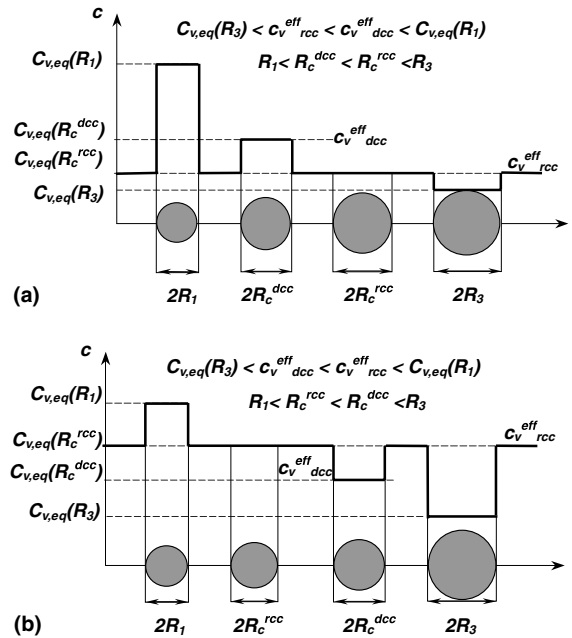 c
C_{v,eq}(R_3) < c_v^{eff}_{rcc} < c_v^{eff}_{dcc} < C_{v,eq}(R_1)
R_1 < R_c^{dcc} < R_c^{rcc} < R_3
C_{v,eq}(R_1)
C_{v,eq}(R_c^{dcc})
c_v^{eff}_{dcc}
C_{v,eq}(R_c^{rcc})
c_v^{eff}_{rcc}
C_{v,eq}(R_3)
(a)
2R_1 2R_c^{dcc} 2R_c^{rcc} 2R_3
c
C_{v,eq}(R_3) < c_v^{eff}_{dcc} < c_v^{eff}_{rcc} < C_{v,eq}(R_1)
R_1 < R_c^{rcc} < R_c^{dcc} < R_3
C_{v,eq}(R_1)
C_{v,eq}(R_c^{rcc})
c_v^{eff}_{rcc}
C_{v,eq}(R_c^{dcc})
c_v^{eff}_{dcc}
C_{v,eq}(R_3)
(b)
2R_1 2R_c^{rcc} 2R_c^{dcc} 2R_3